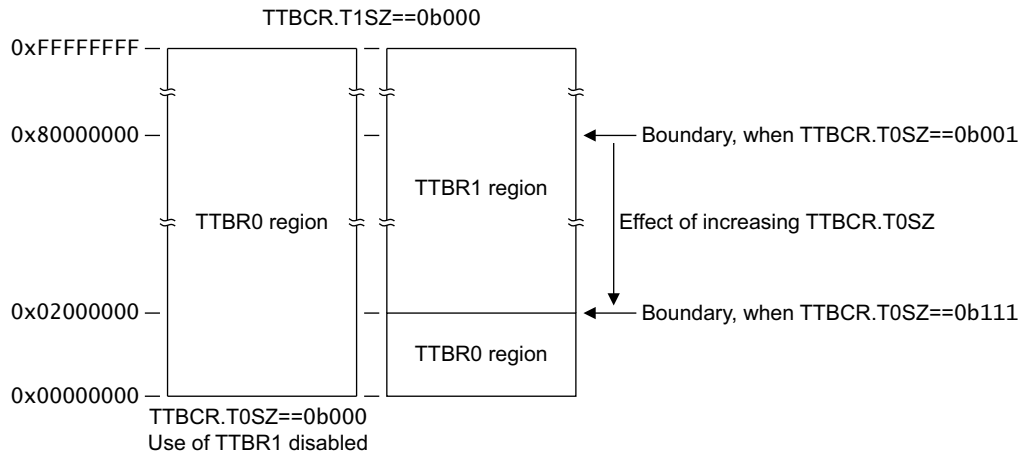 TTBCR.T1SZ==0b000
0xFFFFFFFF
0x80000000
Boundary, when TTBCR.T0SZ==0b001
TTBR1 region
TTBR0 region
Effect of increasing TTBCR.T0SZ
0x02000000
Boundary, when TTBCR.T0SZ==0b111
TTBR0 region
0x00000000
TTBCR.T0SZ==0b000
Use of TTBR1 disabled